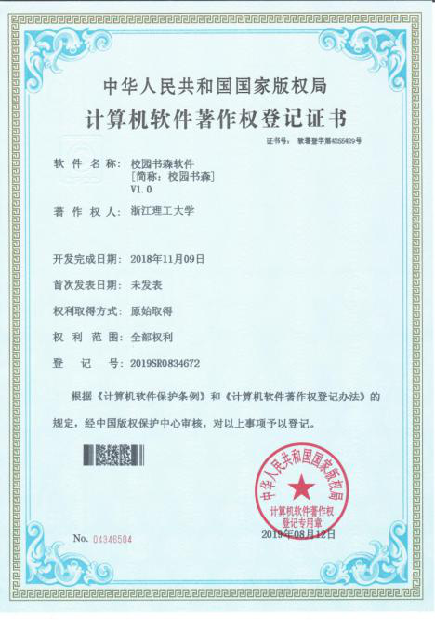 中华人民共和国国家版权局
计算机软件著作权登记证书
证书号： 软著登字第4255429号
软件名称： 校园书森软件
[简称：校园书森]
V1.0
著作权人： 浙江理工大学
开发完成日期： 2018年11月09日
首次发表日期： 未发表
权利取得方式： 原始取得
权利范围： 全部权利
登记号： 2019SR0834672
根据《计算机软件保护条例》和《计算机软件著作权登记办法》的
规定，经中国版权保护中心审核，对以上事项予以登记。
中华人民共和国国家版权局
计算机软件著作权
登记专用章
No. 04346504
2019年08月12日